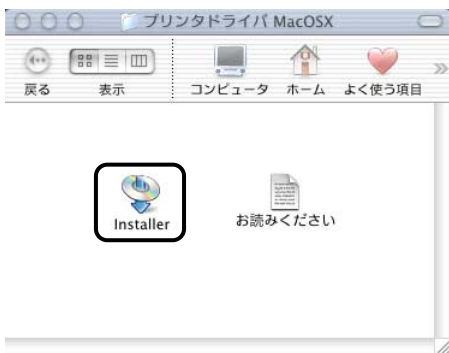 プリンタドライバ MacOSX
戻る 表示 コンピュータ ホーム よく使う項目
Installer お読みください